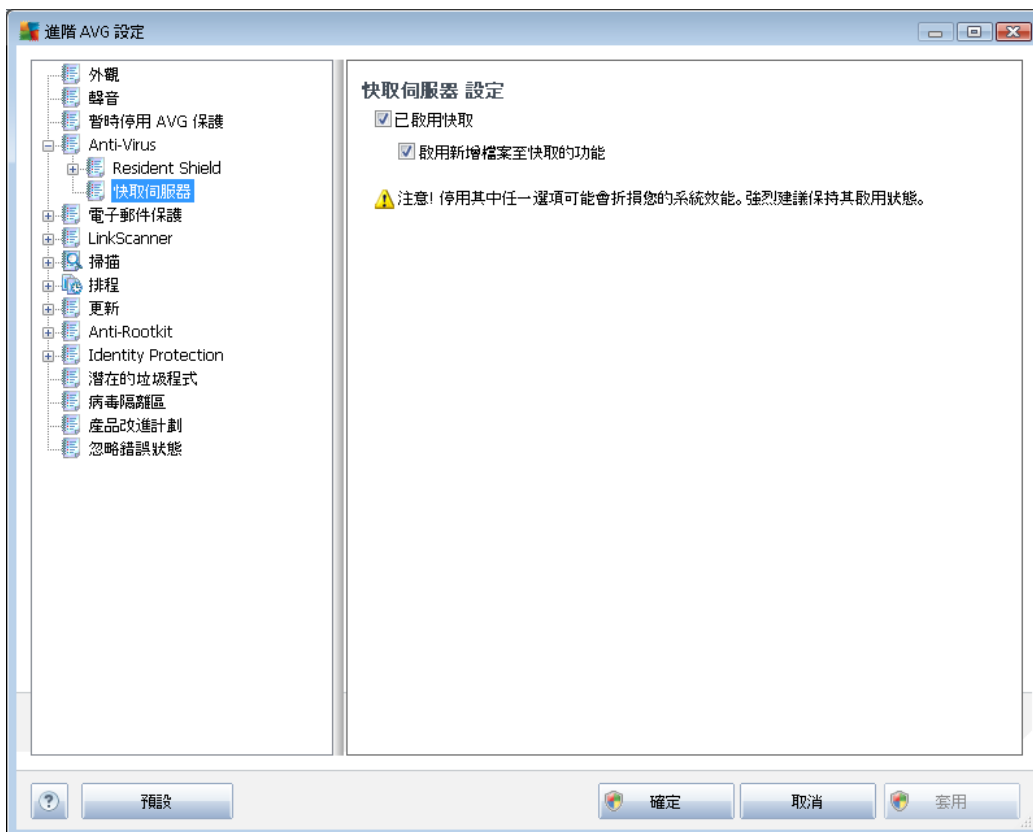 進階 AVG 設定
外觀
聲音
暫時停用 AVG 保護
Anti-Virus
Resident Shield
快取伺服器
電子郵件保護
LinkScanner
掃描
排程
更新
Anti-Rootkit
Identity Protection
潛在的垃圾程式
病毒隔離區
產品改進計劃
忽略錯誤狀態
快取伺服器 設定
已啟用快取
啟用新增檔案至快取的功能
注意! 停用其中任一選項可能會折損您的系統效能。強烈建議保持其啟用狀態。
預設
確定
取消
套用